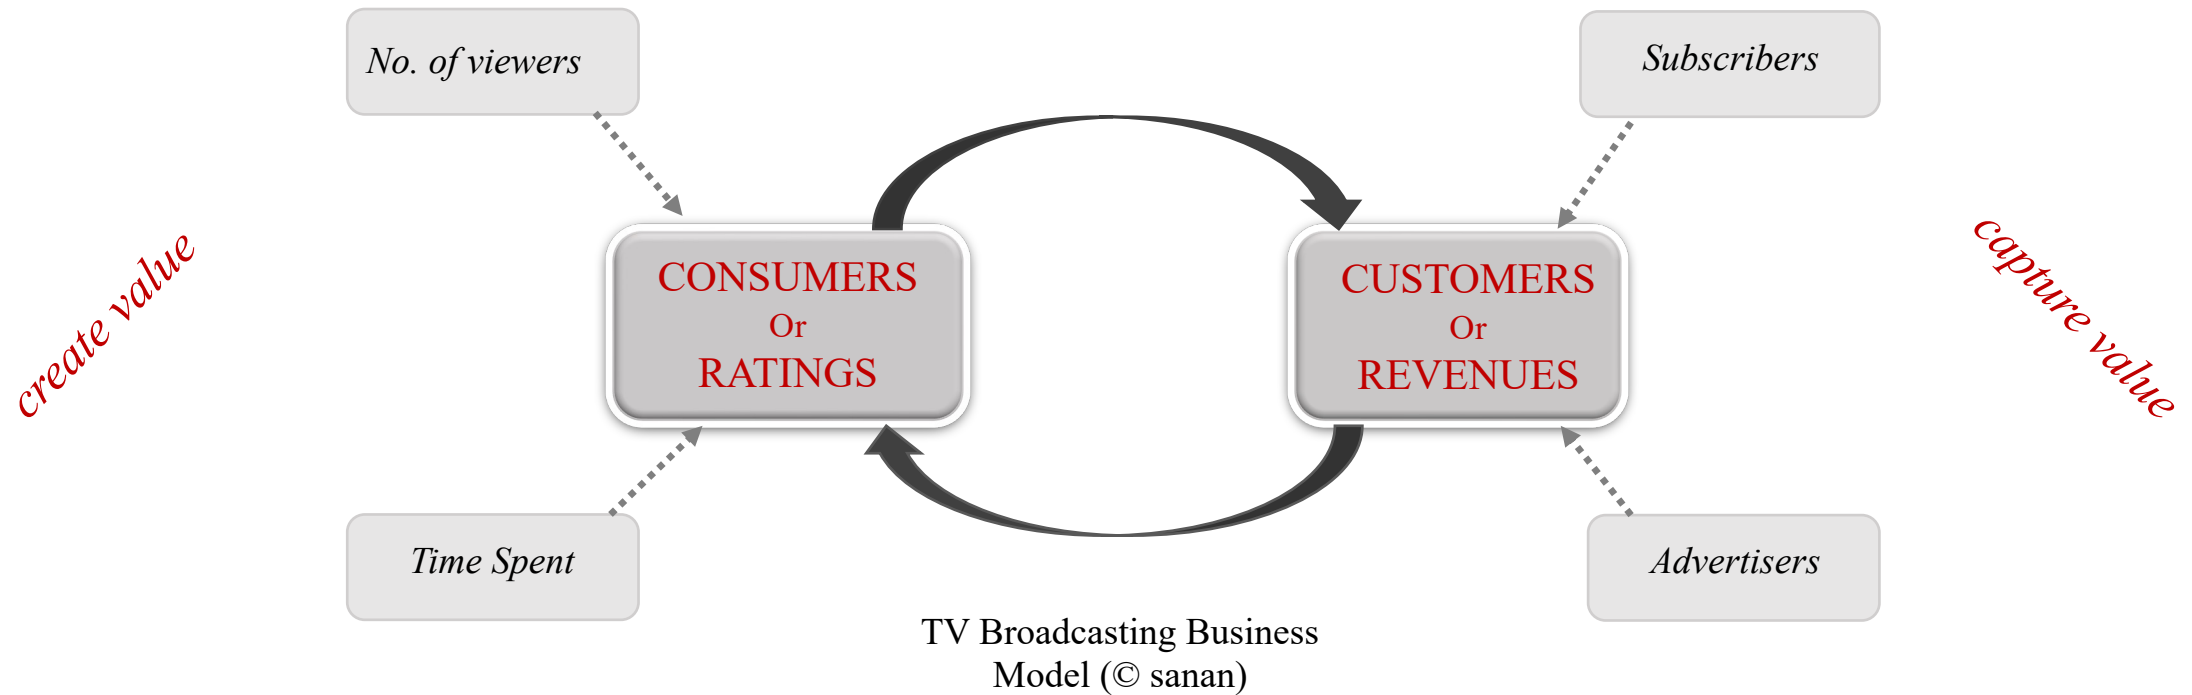 No. of viewers
Subscribers
create value
capture value
CONSUMERS
Or
RATINGS
CUSTOMERS
Or
REVENUES
Time Spent
Advertisers
TV Broadcasting Business
Model (© sanan)